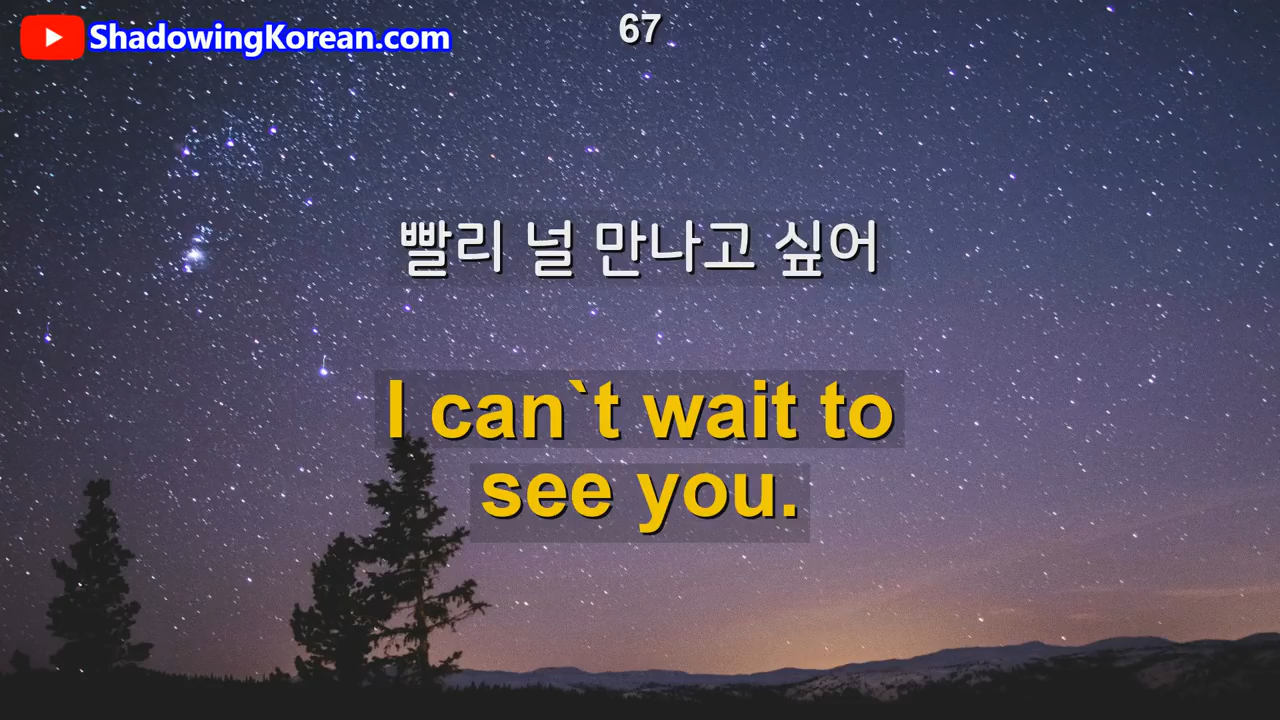 ShadowingKorean.com
67
빨리 널 만나고 싶어
I can`t wait to
see you.